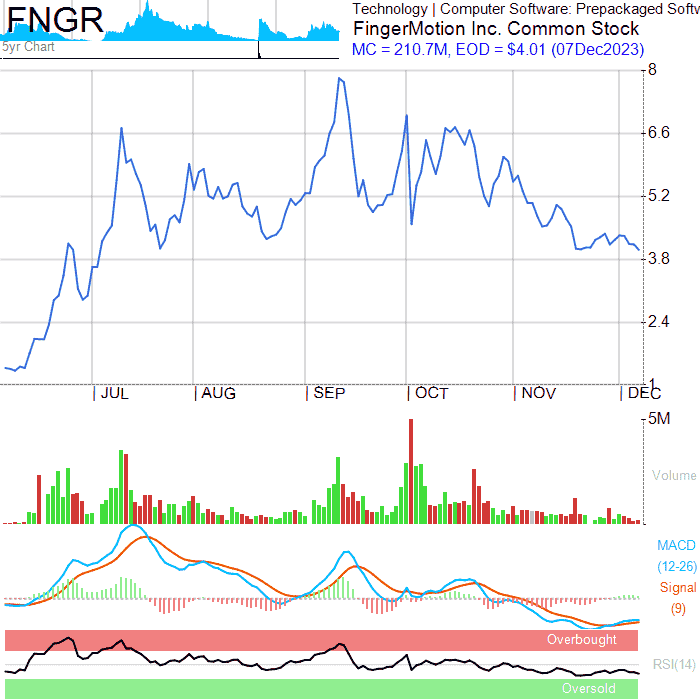 FNGR
5yr Chart
Technology | Computer Software: Prepackaged Softw
FingerMotion Inc. Common Stock
MC = 210.7M, EOD = $4.01 (07Dec2023)
8
6.6
5.2
3.8
2.4
1
JUL AUG SEP OCT NOV DEC
5M
Volume
MACD
(12-26)
Signal
(9)
Overbought
RSI(14)
Oversold